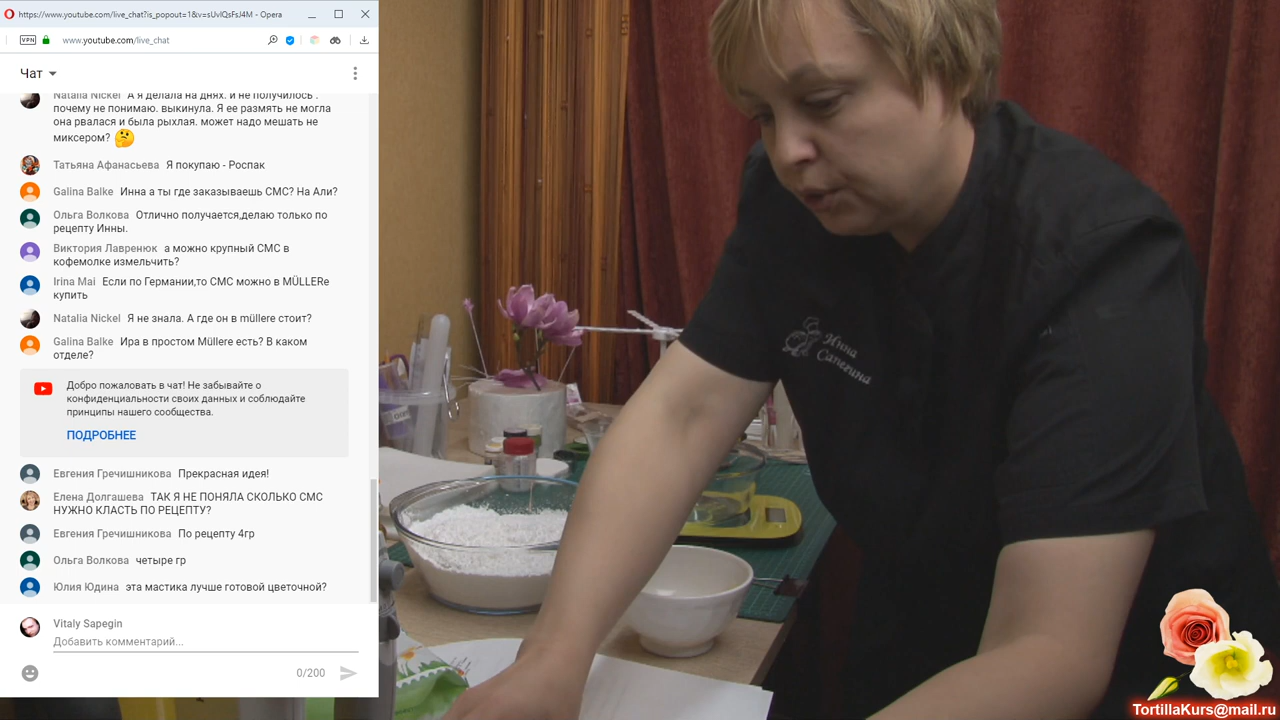 https://www.youtube.com/live_chat?is_popout=1&v=sUvlQsFsJ4M - Opera
VPN www.youtube.com/live_chat
Чат
Natalia Nickel А я делала на днях. и не получилось .
почему не понимаю. выкинула. Я ее размять не могла
она рвалася и была рыхлая. может надо мешать не
миксером?
Татьяна Афанасьева Я покупаю - Роспак
Galina Balke Инна а ты где заказываешь СМС? На Али?
Ольга Волкова Отлично получается,делаю только по
рецепту Инны.
Виктория Лавренюк а можно крупный СМС в
кофемолке измельчить?
Irina Mai Если по Германии,то СМС можно в MÜLLERe
купить
Natalia Nickel Я не знала. А где он в müllere стоит?
Galina Balke Ира в простом Müllere есть? В каком
отделе?
Добро пожаловать в чат! Не забывайте о
конфиденциальности своих данных и соблюдайте
принципы нашего сообщества.
ПОДРОБНЕЕ
Евгения Гречишникова Прекрасная идея!
Елена Долгашева ТАК Я НЕ ПОНЯЛА СКОЛЬКО СМС
НУЖНО КЛАСТЬ ПО РЕЦЕПТУ?
Евгения Гречишникова По рецепту 4гр
Ольга Волкова четыре гр
Юлия Юдина эта мастика лучше готовой цветочной?
Vitaly Sapegin
Добавить комментарий...
0/200
Инна
Сапегина
TortillaKurs@mail.ru